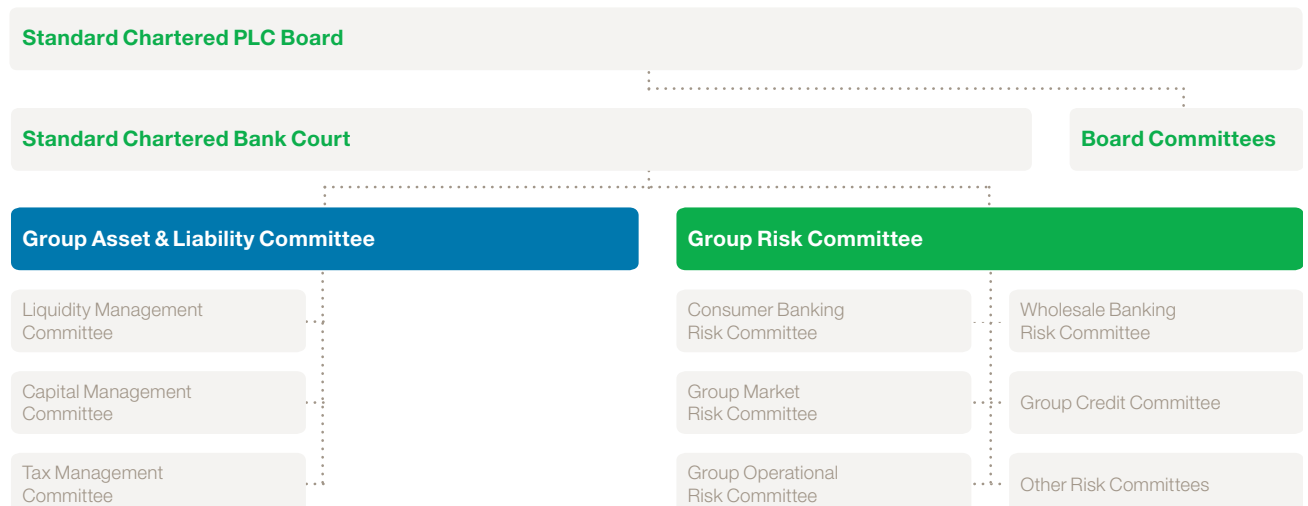 Standard Chartered PLC Board
Standard Chartered Bank Court
Board Committees
Group Asset & Liability Committee
Group Risk Committee
Liquidity Management
Committee
Capital Management
Committee
Tax Management
Committee
Consumer Banking
Risk Committee
Wholesale Banking
Risk Committee
Group Market
Risk Committee
Group Credit Committee
Group Operational
Risk Committee
Other Risk Committees